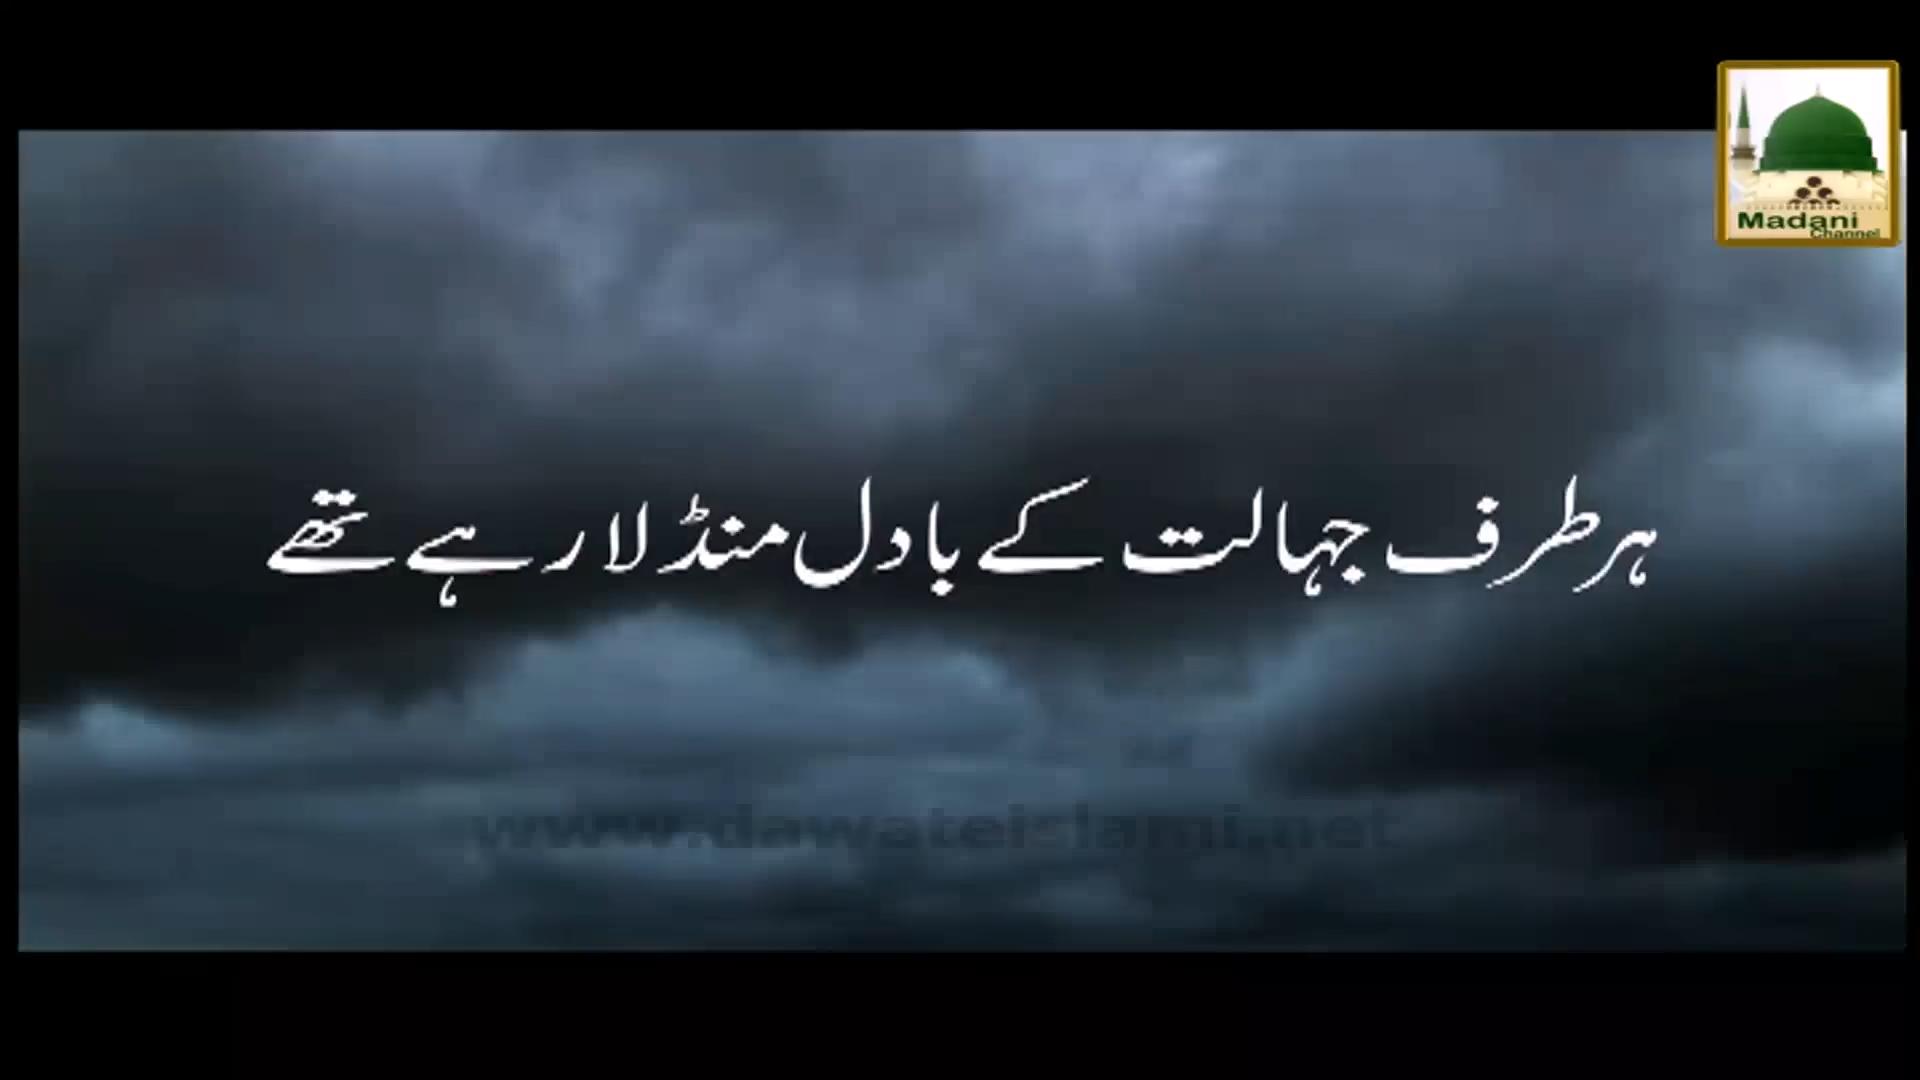 Madani
Channel
ہر طرف جہالت کے بادل منڈلا رہے تھے
www.dawateislami.net